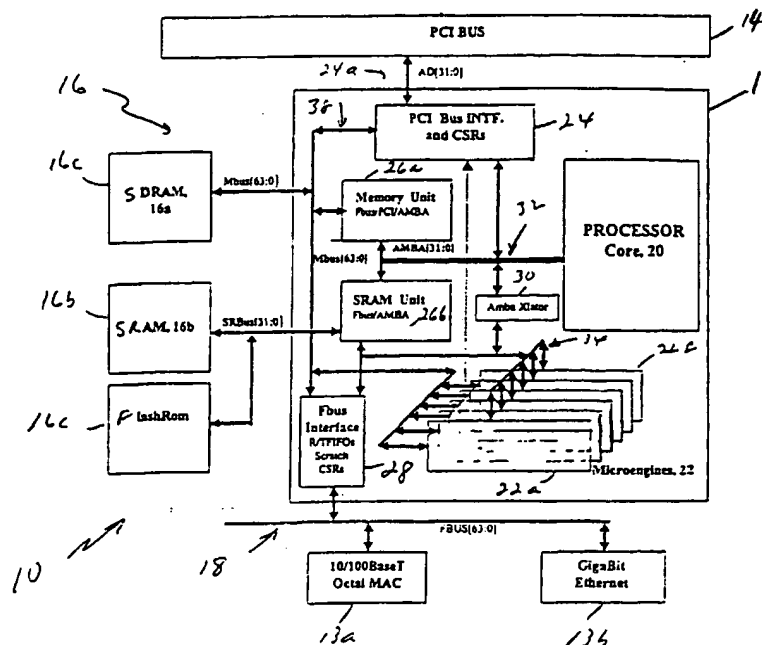 PCI BUS
14
24a
AD[31:0]
16
1
38
PCI Bus INTF.
and CSRs
24
16c
SDRAM,
16a
Mbus{63:0}
26a
Memory Unit
Fbus PCI/AMBA
32
PROCESSOR
Core, 20
AMBA[31:0]
Mbus{63:0}
30
Amba Xlator
16b
SRAM, 16b
SRBus{31:0}
SRAM Unit
Fbus/AMBA
26b
34
16c
FlashRom
Fbus
Interface
R/TFIFOs
Scratch
CSRs
28
22a
Microengines, 22
10
18
FBUS[63:0]
10/100BaseT
Octal MAC
GigaBit
Ethernet
13a
13b